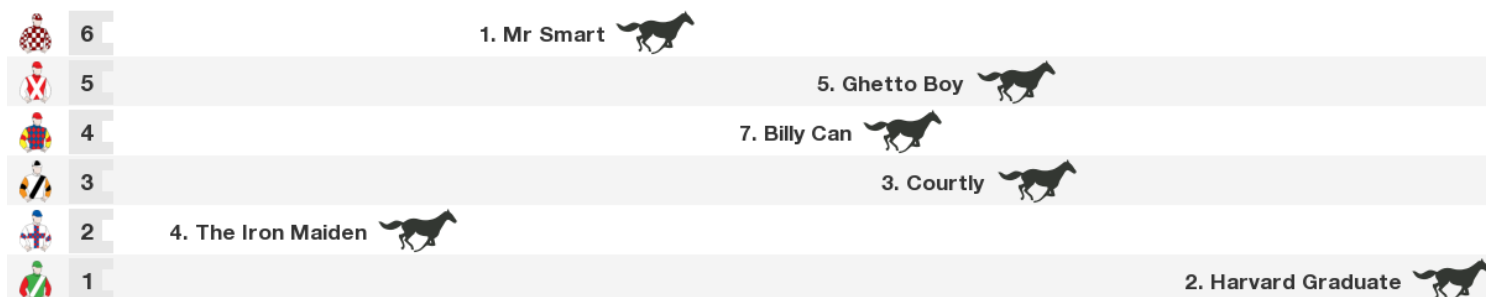 6 1. Mr Smart
5 5. Ghetto Boy
4 7. Billy Can
3 3. Courtly
2 4. The Iron Maiden
1 2. Harvard Graduate